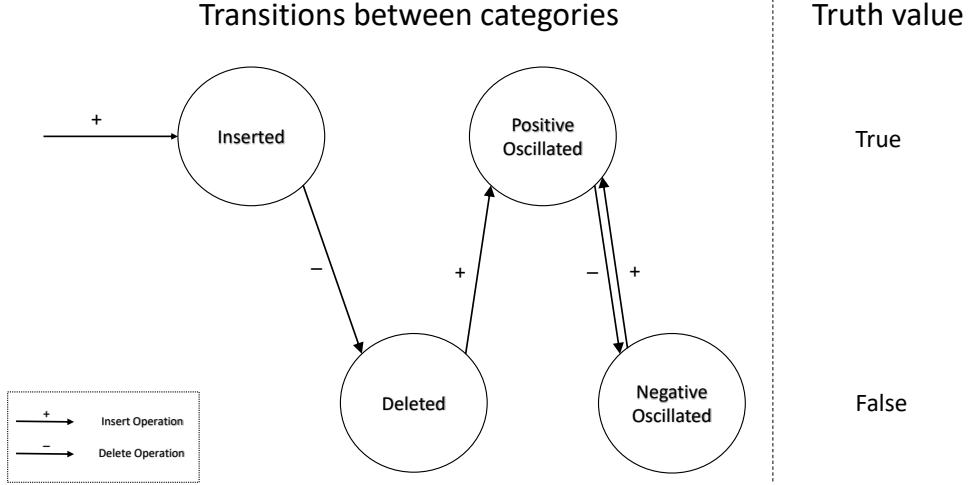 Transitions between categories
Truth value
+
Inserted
Positive
Oscillated
True
−
+
−
+
Deleted
Negative
Oscillated
False
+
Insert Operation
−
Delete Operation